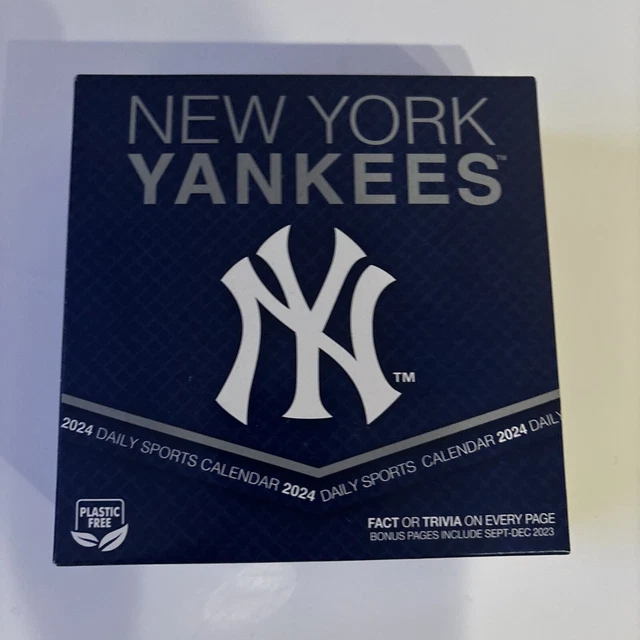 NEW YORK
YANKEES™
NY™
2024 DAILY SPORTS CALENDAR 2024 DAILY SPORTS CALENDAR 2024 DAILY
PLASTIC
FREE
FACT OR TRIVIA ON EVERY PAGE
BONUS PAGES INCLUDE SEPT-DEC 2023